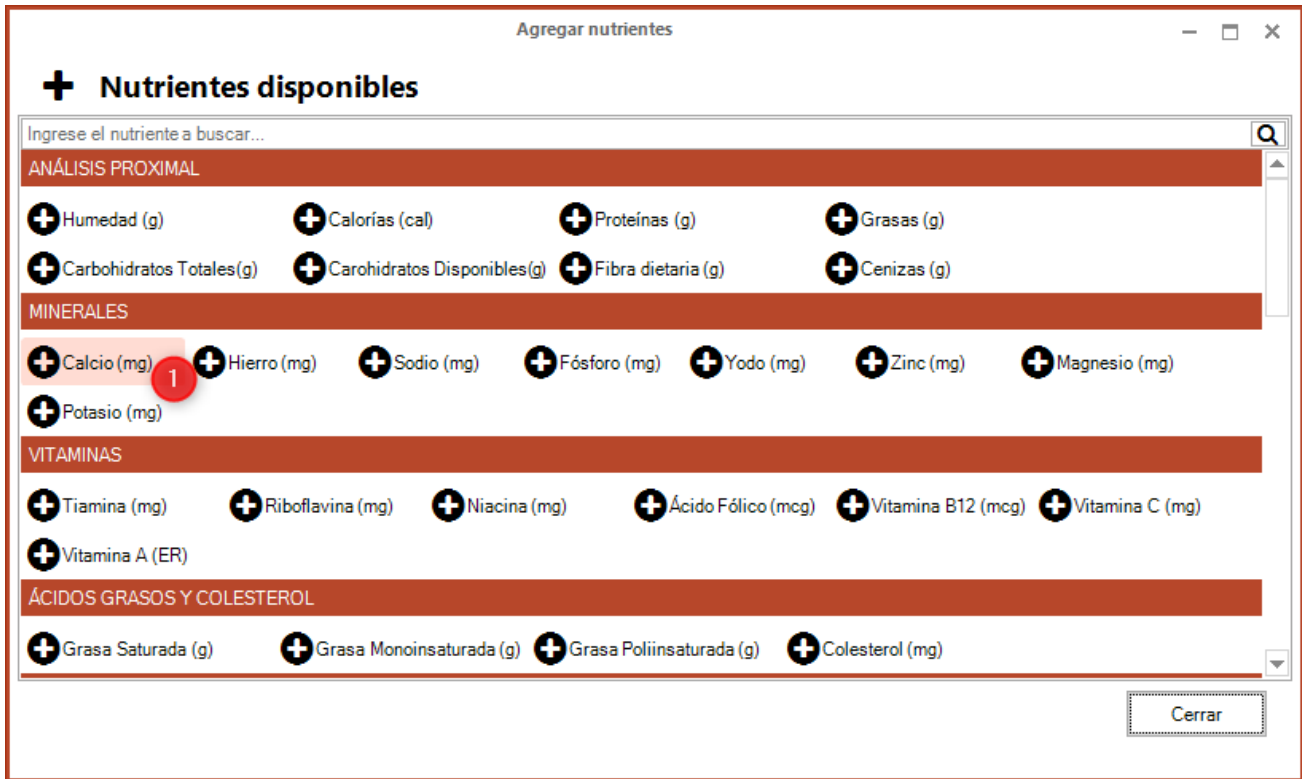 Agregar nutrientes
Nutrientes disponibles
Ingrese el nutriente a buscar...
ANÁLISIS PROXIMAL
Humedad (g) Calorías (cal) Proteínas (g) Grasas (g)
Carbohidratos Totales(g) Carohidratos Disponibles(g) Fibra dietaria (g) Cenizas (g)
MINERALES
Calcio (mg) 1 Hierro (mg) Sodio (mg) Fósforo (mg) Yodo (mg) Zinc (mg) Magnesio (mg)
Potasio (mg)
VITAMINAS
Tiamina (mg) Riboflavina (mg) Niacina (mg) Ácido Fólico (mcg) Vitamina B12 (mcg) Vitamina C (mg)
Vitamina A (ER)
ÁCIDOS GRASOS Y COLESTEROL
Grasa Saturada (g) Grasa Monoinsaturada (g) Grasa Poliinsaturada (g) Colesterol (mg)
Cerrar